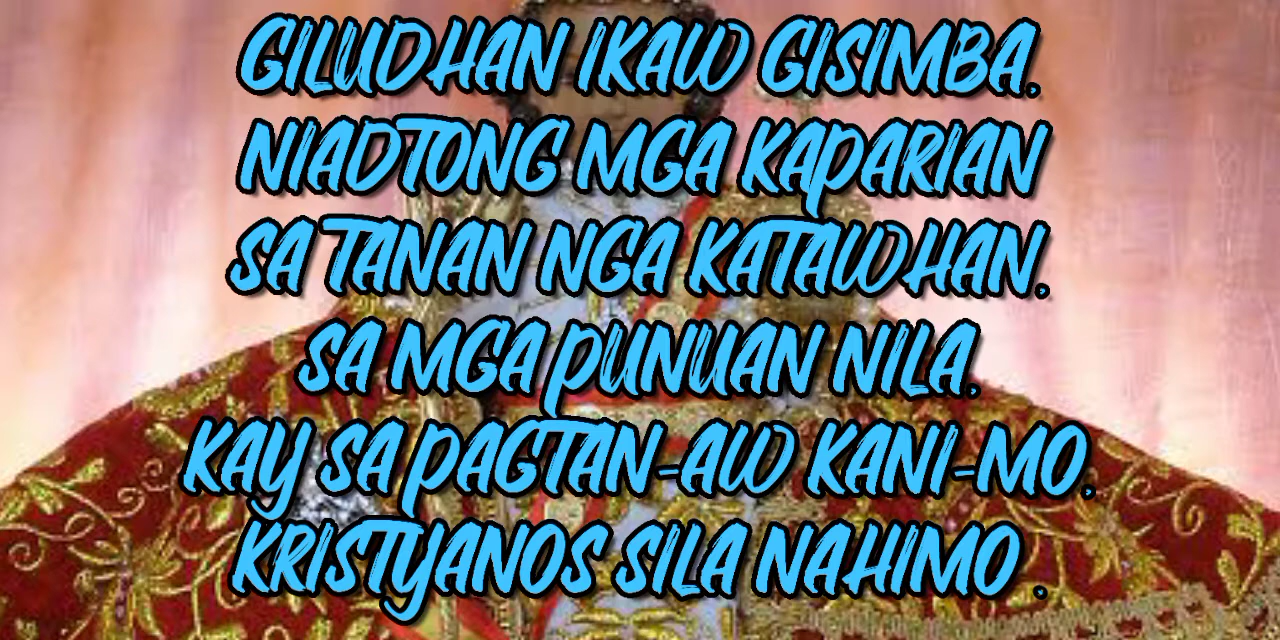 GILUDHAN IKAW GISIMBA,
NIADTONG MGA KAPARIAN
SA TANAN NGA KATAWHAN,
SA MGA PUNUAN NILA,
KAY SA PAGTAN-AW KANI-MO,
KRISTYANOS SILA NAHIMO .